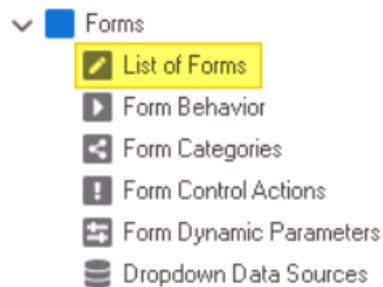 Forms
List of Forms
Form Behavior
Form Categories
Form Control Actions
Form Dynamic Parameters
Dropdown Data Sources